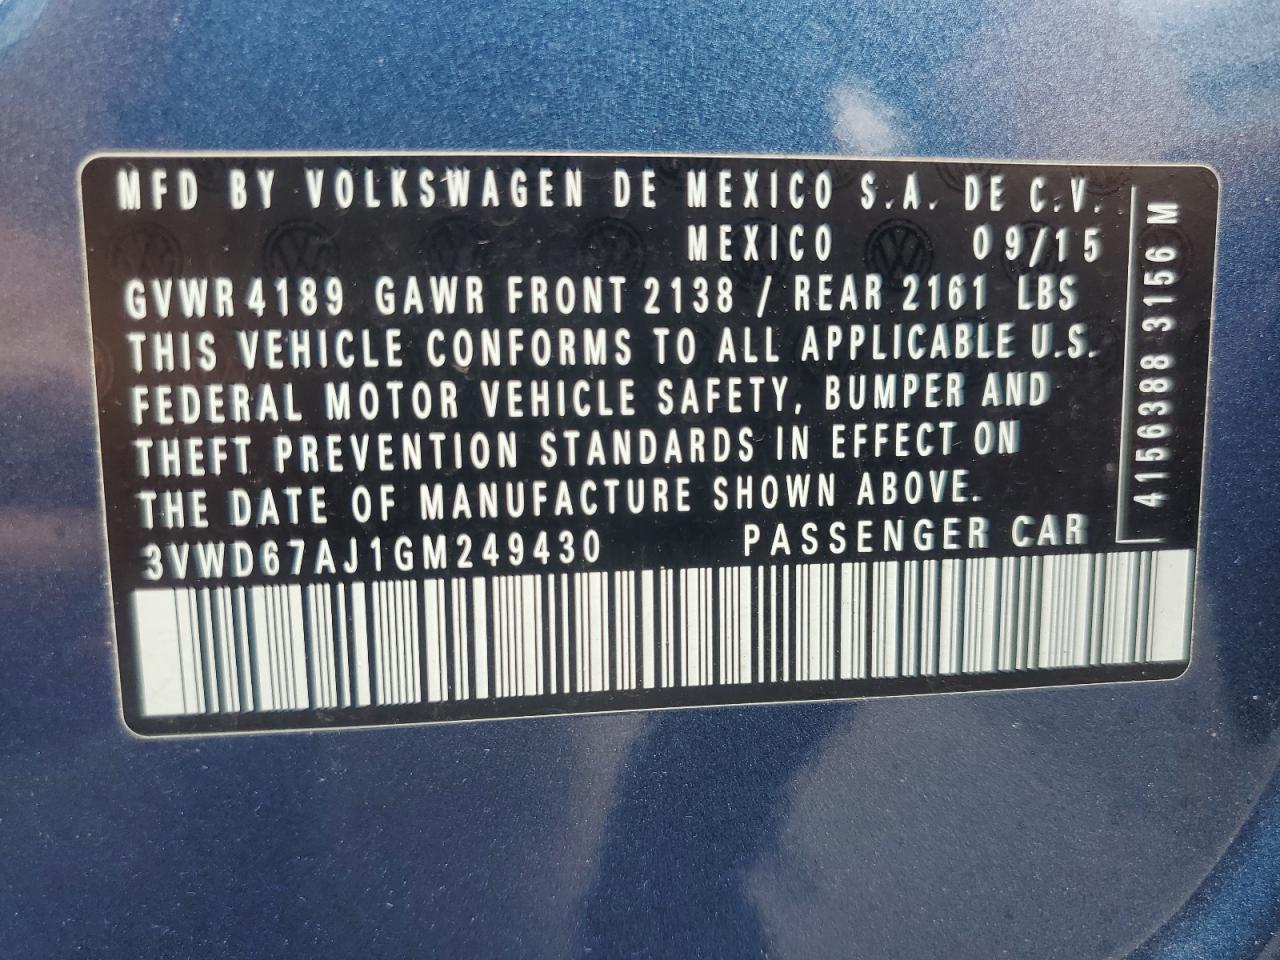 MFD BY VOLKSWAGEN DE MEXICO S.A. DE C.V.
MEXICO 09/15
GVWR 4189 GAWR FRONT 2138 / REAR 2161 LBS
THIS VEHICLE CONFORMS TO ALL APPLICABLE U.S.
FEDERAL MOTOR VEHICLE SAFETY, BUMPER AND
THEFT PREVENTION STANDARDS IN EFFECT ON
THE DATE OF MANUFACTURE SHOWN ABOVE.
3VWD67AJ1GM249430 PASSENGER CAR
4156388 3156 M